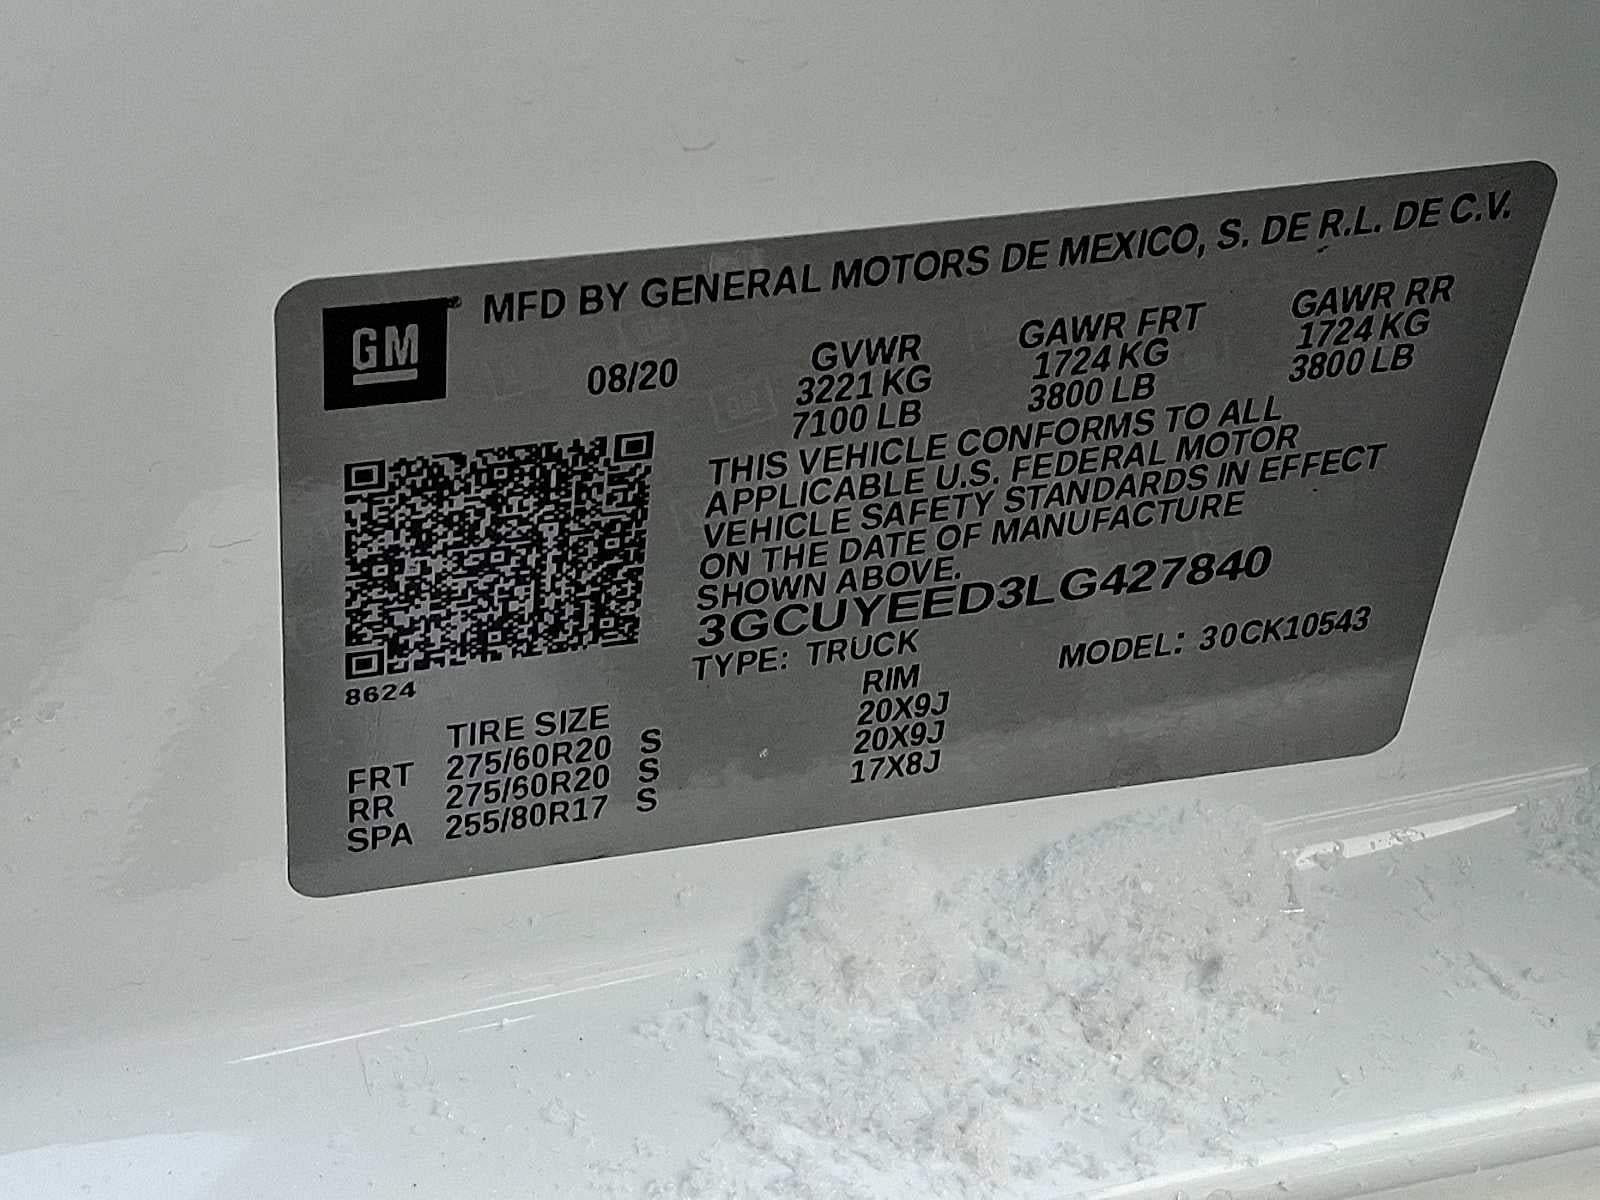 GM
MFD BY GENERAL MOTORS DE MEXICO, S. DE R.L. DE C.V.
08/20
GVWR GAWR FRT GAWR RR
3221 KG 1724 KG 1724 KG
7100 LB 3800 LB 3800 LB
THIS VEHICLE CONFORMS TO ALL
APPLICABLE U.S. FEDERAL MOTOR
VEHICLE SAFETY STANDARDS IN EFFECT
ON THE DATE OF MANUFACTURE
SHOWN ABOVE.
3GCUYEED3LG427840
TYPE: TRUCK MODEL: 30CK10543
8624
TIRE SIZE RIM
FRT 275/60R20 S 20X9J
RR 275/60R20 S 20X9J
SPA 255/80R17 S 17X8J